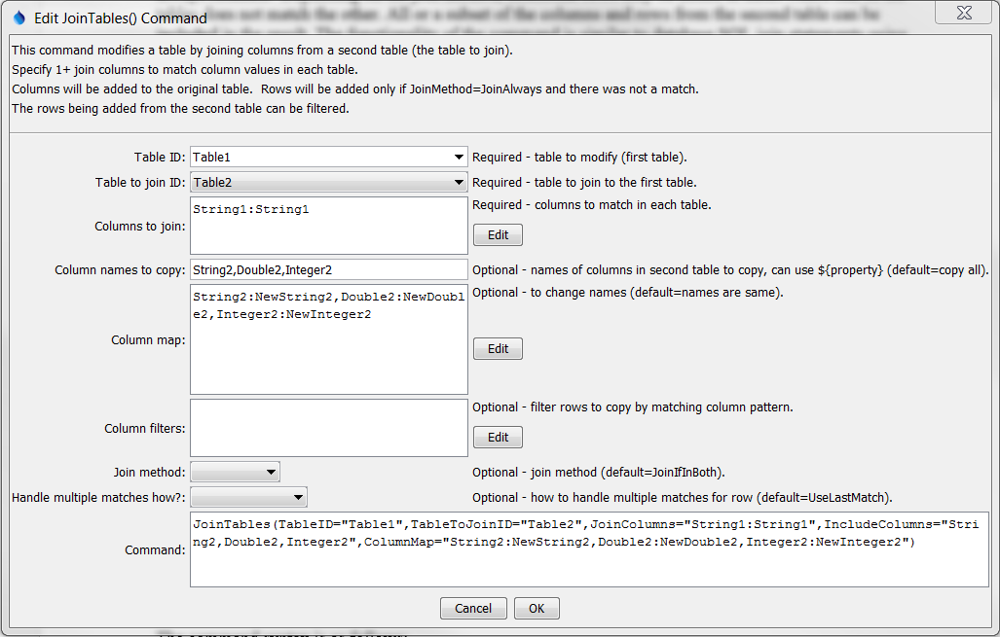 Edit JoinTables() Command
This command modifies a table by joining columns from a second table (the table to join).
Specify 1+ join columns to match column values in each table.
Columns will be added to the original table.  Rows will be added only if JoinMethod=JoinAlways and there was not a match.
The rows being added from the second table can be filtered.
Table ID: Table1 Required - table to modify (first table).
Table to join ID: Table2 Required - table to join to the first table.
Columns to join: String1:String1 Required - columns to match in each table.
Edit
Column names to copy: String2,Double2,Integer2 Optional - names of columns in second table to copy, can use ${property} (default=copy all).
Column map: String2:NewString2,Double2:NewDoubl Optional - to change names (default=names are same).
e2,Integer2:NewInteger2
Edit
Column filters: Optional - filter rows to copy by matching column pattern.
Edit
Join method: Optional - join method (default=JoinIfInBoth).
Handle multiple matches how?: Optional - how to handle multiple matches for row (default=UseLastMatch).
Command: JoinTables(TableID="Table1",TableToJoinID="Table2",JoinColumns="String1:String1",IncludeColumns="Stri
ng2,Double2,Integer2",ColumnMap="String2:NewString2,Double2:NewDouble2,Integer2:NewInteger2")
Cancel OK